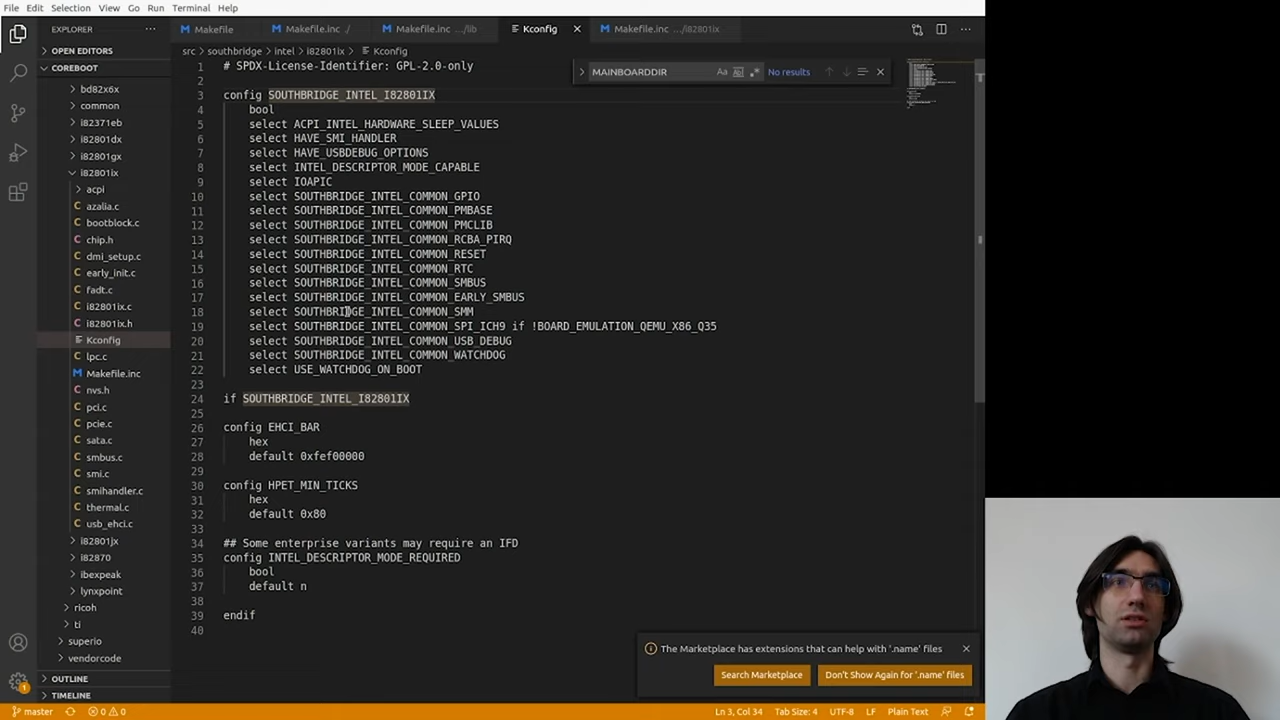 File Edit Selection View Go Run Terminal Help
EXPLORER
Makefile
Makefile.inc ./
Makefile.inc .../lib
Kconfig
Makefile.inc .../i82801ix
OPEN EDITORS
COREBOOT
bd82x6x
common
i82371eb
i82801dx
i82801gx
i82801ix
acpi
azalia.c
bootblock.c
chip.h
dmi_setup.c
early_init.c
fadt.c
i82801ix.c
i82801ix.h
Kconfig
lpc.c
Makefile.inc
nvs.h
pci.c
pcie.c
sata.c
smbus.c
smi.c
smihandler.c
thermal.c
usb_ehci.c
i82801jx
i82870
ibexpeak
lynxpoint
ricoh
ti
superio
vendorcode
OUTLINE
TIMELINE
src > southbridge > intel > i82801ix > Kconfig
MAINBOARDDIR
Aa
Ab
No results
1 # SPDX-License-Identifier: GPL-2.0-only
2
3 config SOUTHBRIDGE_INTEL_I82801IX
4 bool
5 select ACPI_INTEL_HARDWARE_SLEEP_VALUES
6 select HAVE_SMI_HANDLER
7 select HAVE_USBDEBUG_OPTIONS
8 select INTEL_DESCRIPTOR_MODE_CAPABLE
9 select IOAPIC
10 select SOUTHBRIDGE_INTEL_COMMON_GPIO
11 select SOUTHBRIDGE_INTEL_COMMON_PMBASE
12 select SOUTHBRIDGE_INTEL_COMMON_PMCLIB
13 select SOUTHBRIDGE_INTEL_COMMON_RCBA_PIRQ
14 select SOUTHBRIDGE_INTEL_COMMON_RESET
15 select SOUTHBRIDGE_INTEL_COMMON_RTC
16 select SOUTHBRIDGE_INTEL_COMMON_SMBUS
17 select SOUTHBRIDGE_INTEL_COMMON_EARLY_SMBUS
18 select SOUTHBRIDGE_INTEL_COMMON_SMM
19 select SOUTHBRIDGE_INTEL_COMMON_SPI_ICH9 if !BOARD_EMULATION_QEMU_X86_Q35
20 select SOUTHBRIDGE_INTEL_COMMON_USB_DEBUG
21 select SOUTHBRIDGE_INTEL_COMMON_WATCHDOG
22 select USE_WATCHDOG_ON_BOOT
23
24 if SOUTHBRIDGE_INTEL_I82801IX
25
26 config EHCI_BAR
27 hex
28 default 0xfef00000
29
30 config HPET_MIN_TICKS
31 hex
32 default 0x80
33
34 ## Some enterprise variants may require an IFD
35 config INTEL_DESCRIPTOR_MODE_REQUIRED
36 bool
37 default n
38
39 endif
40
The Marketplace has extensions that can help with '.name' files
Search Marketplace
Don't Show Again for '.name' files
1
master
0 0
Ln 3, Col 34
Tab Size: 4
UTF-8
LF
Plain Text